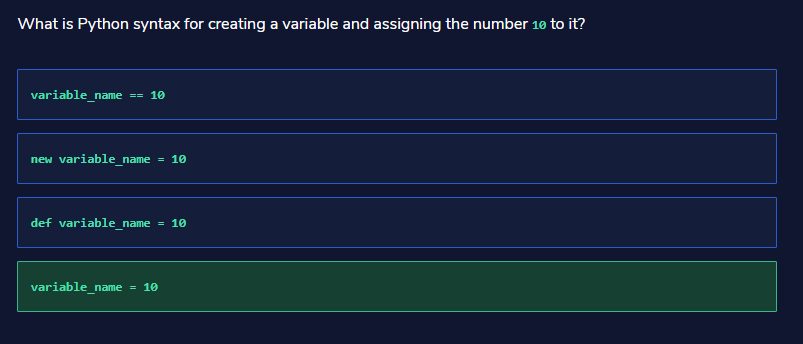 What is Python syntax for creating a variable and assigning the number 10 to it?
variable_name == 10
new variable_name = 10
def variable_name = 10
variable_name = 10